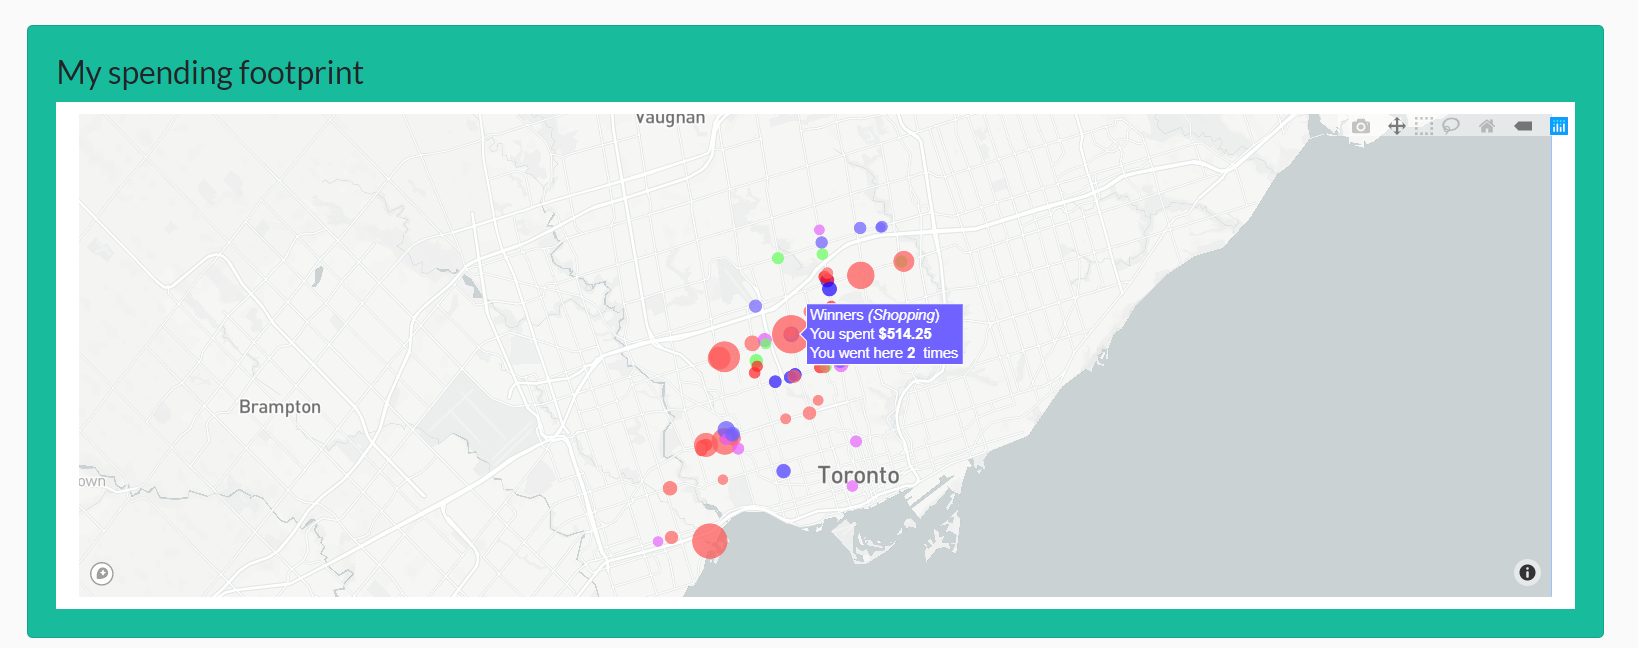 My spending footprint
Vaughan
Winners (Shopping)
You spent $514.25
You went here 2 times
Brampton
Toronto
own